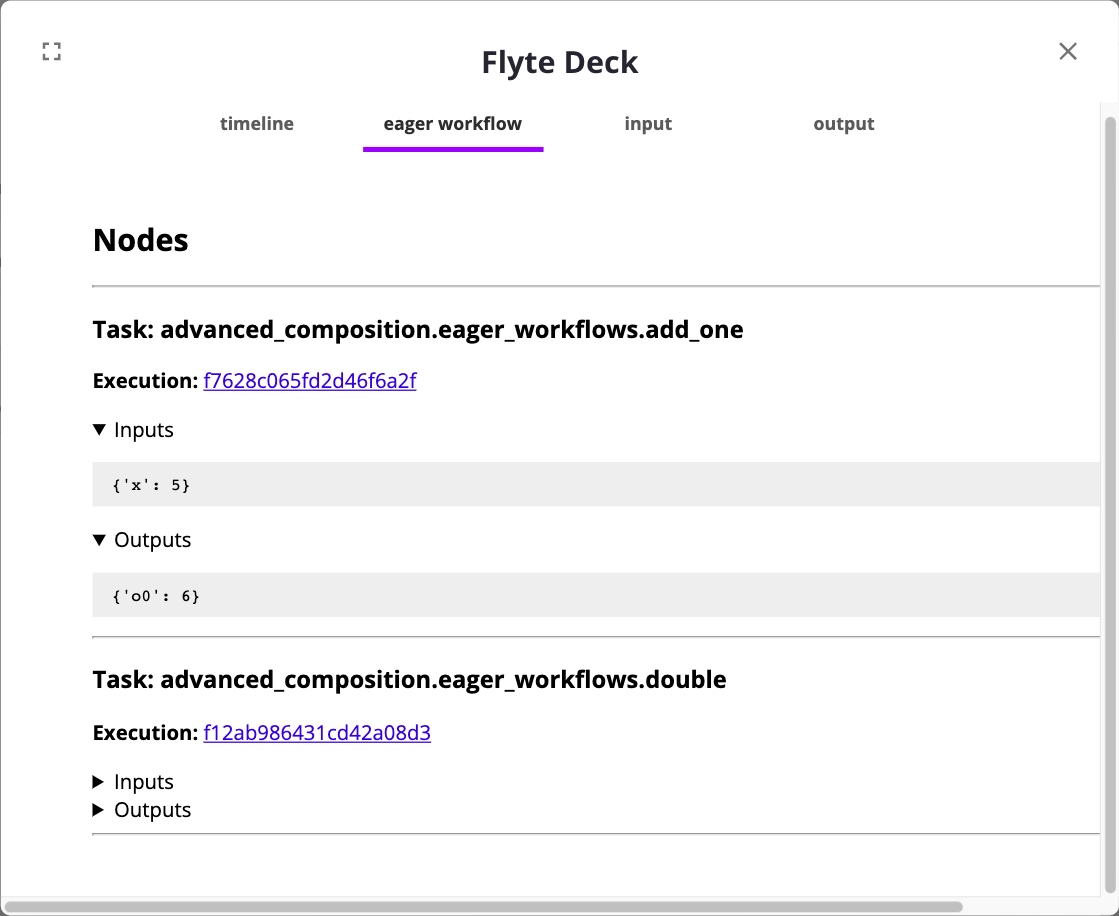 Flyte Deck
timeline eager workflow input output
Nodes
Task: advanced_composition.eager_workflows.add_one
Execution: f7628c065fd2d46f6a2f
▼ Inputs
{'x': 5}
▼ Outputs
{'o0': 6}
Task: advanced_composition.eager_workflows.double
Execution: f12ab986431cd42a08d3
▶ Inputs
▶ Outputs